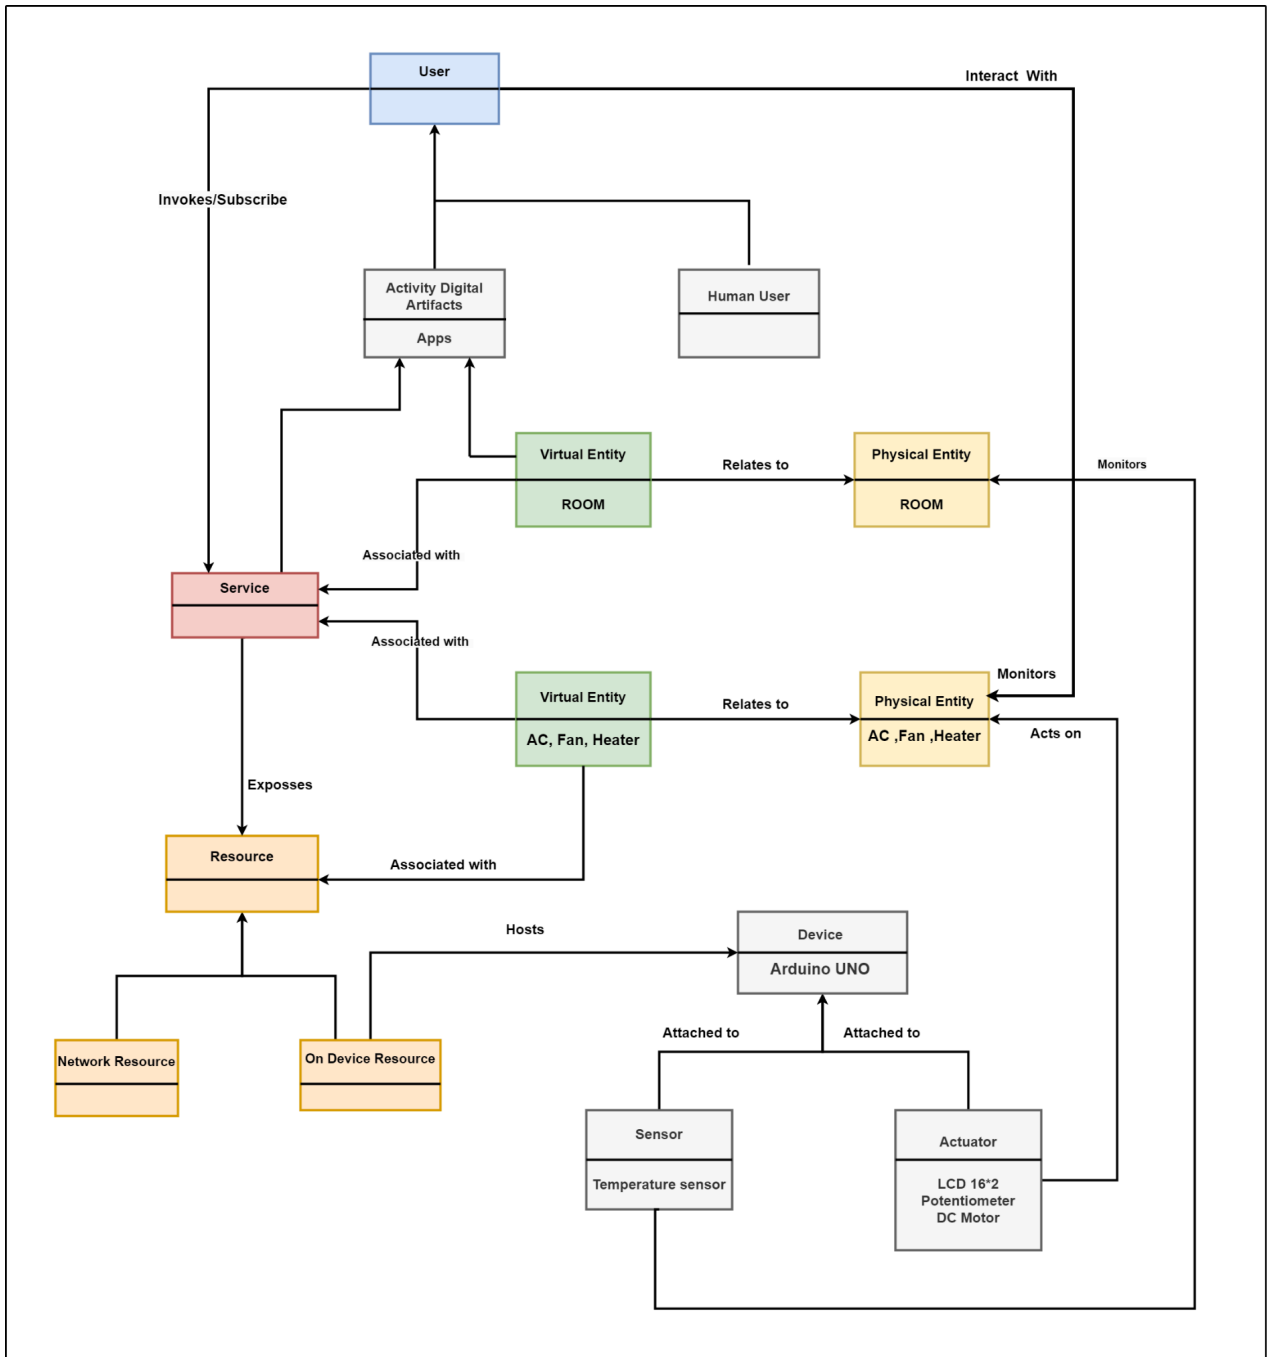 User
Interact  With
Invokes/Subscribe
Activity Digital
Artifacts
Apps
Human User
Virtual Entity
ROOM
Relates to
Physical Entity
ROOM
Monitors
Associated with
Service
Associated with
Virtual Entity
AC, Fan, Heater
Relates to
Monitors
Physical Entity
AC ,Fan ,Heater
Acts on
Exposses
Resource
Associated with
Hosts
Device
Arduino UNO
Attached to
Attached to
Network Resource
On Device Resource
Sensor
Temperature sensor
Actuator
LCD 16*2
Potentiometer
DC Motor